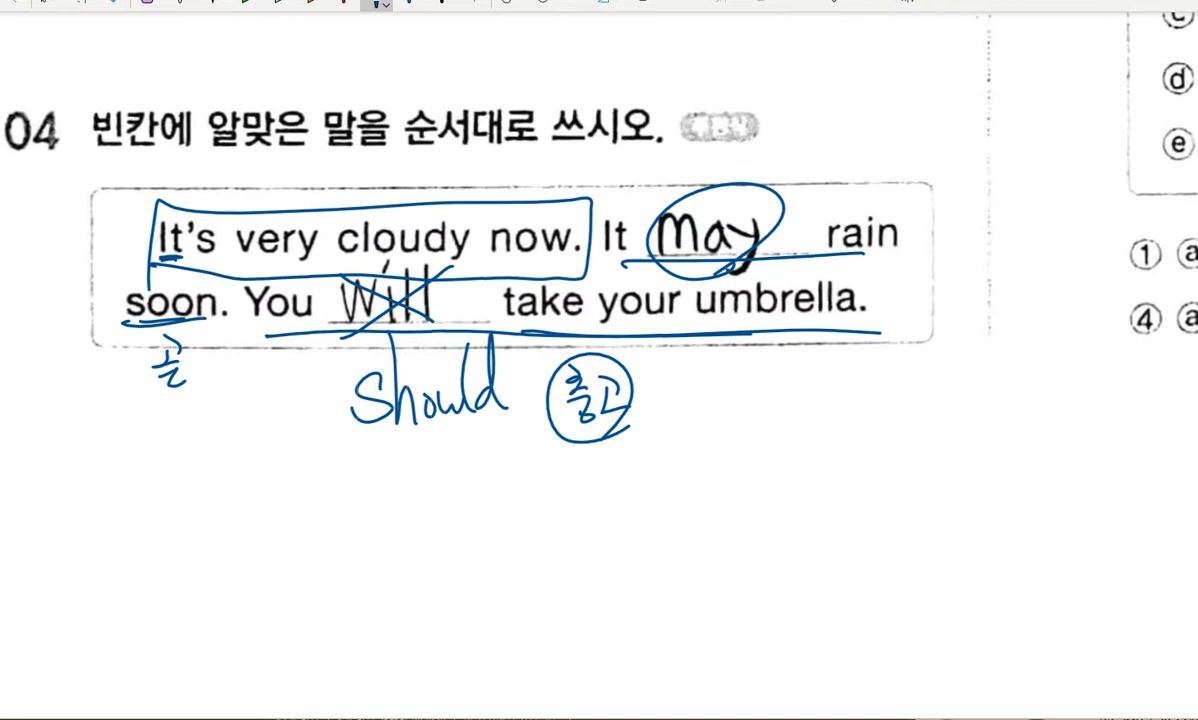 04 빈칸에 알맞은 말을 순서대로 쓰시오.
It's very cloudy now. It may rain
soon. You will take your umbrella.
곧
should
충고
ⓒ
ⓓ
ⓔ
① ⓐ
④ ⓐ